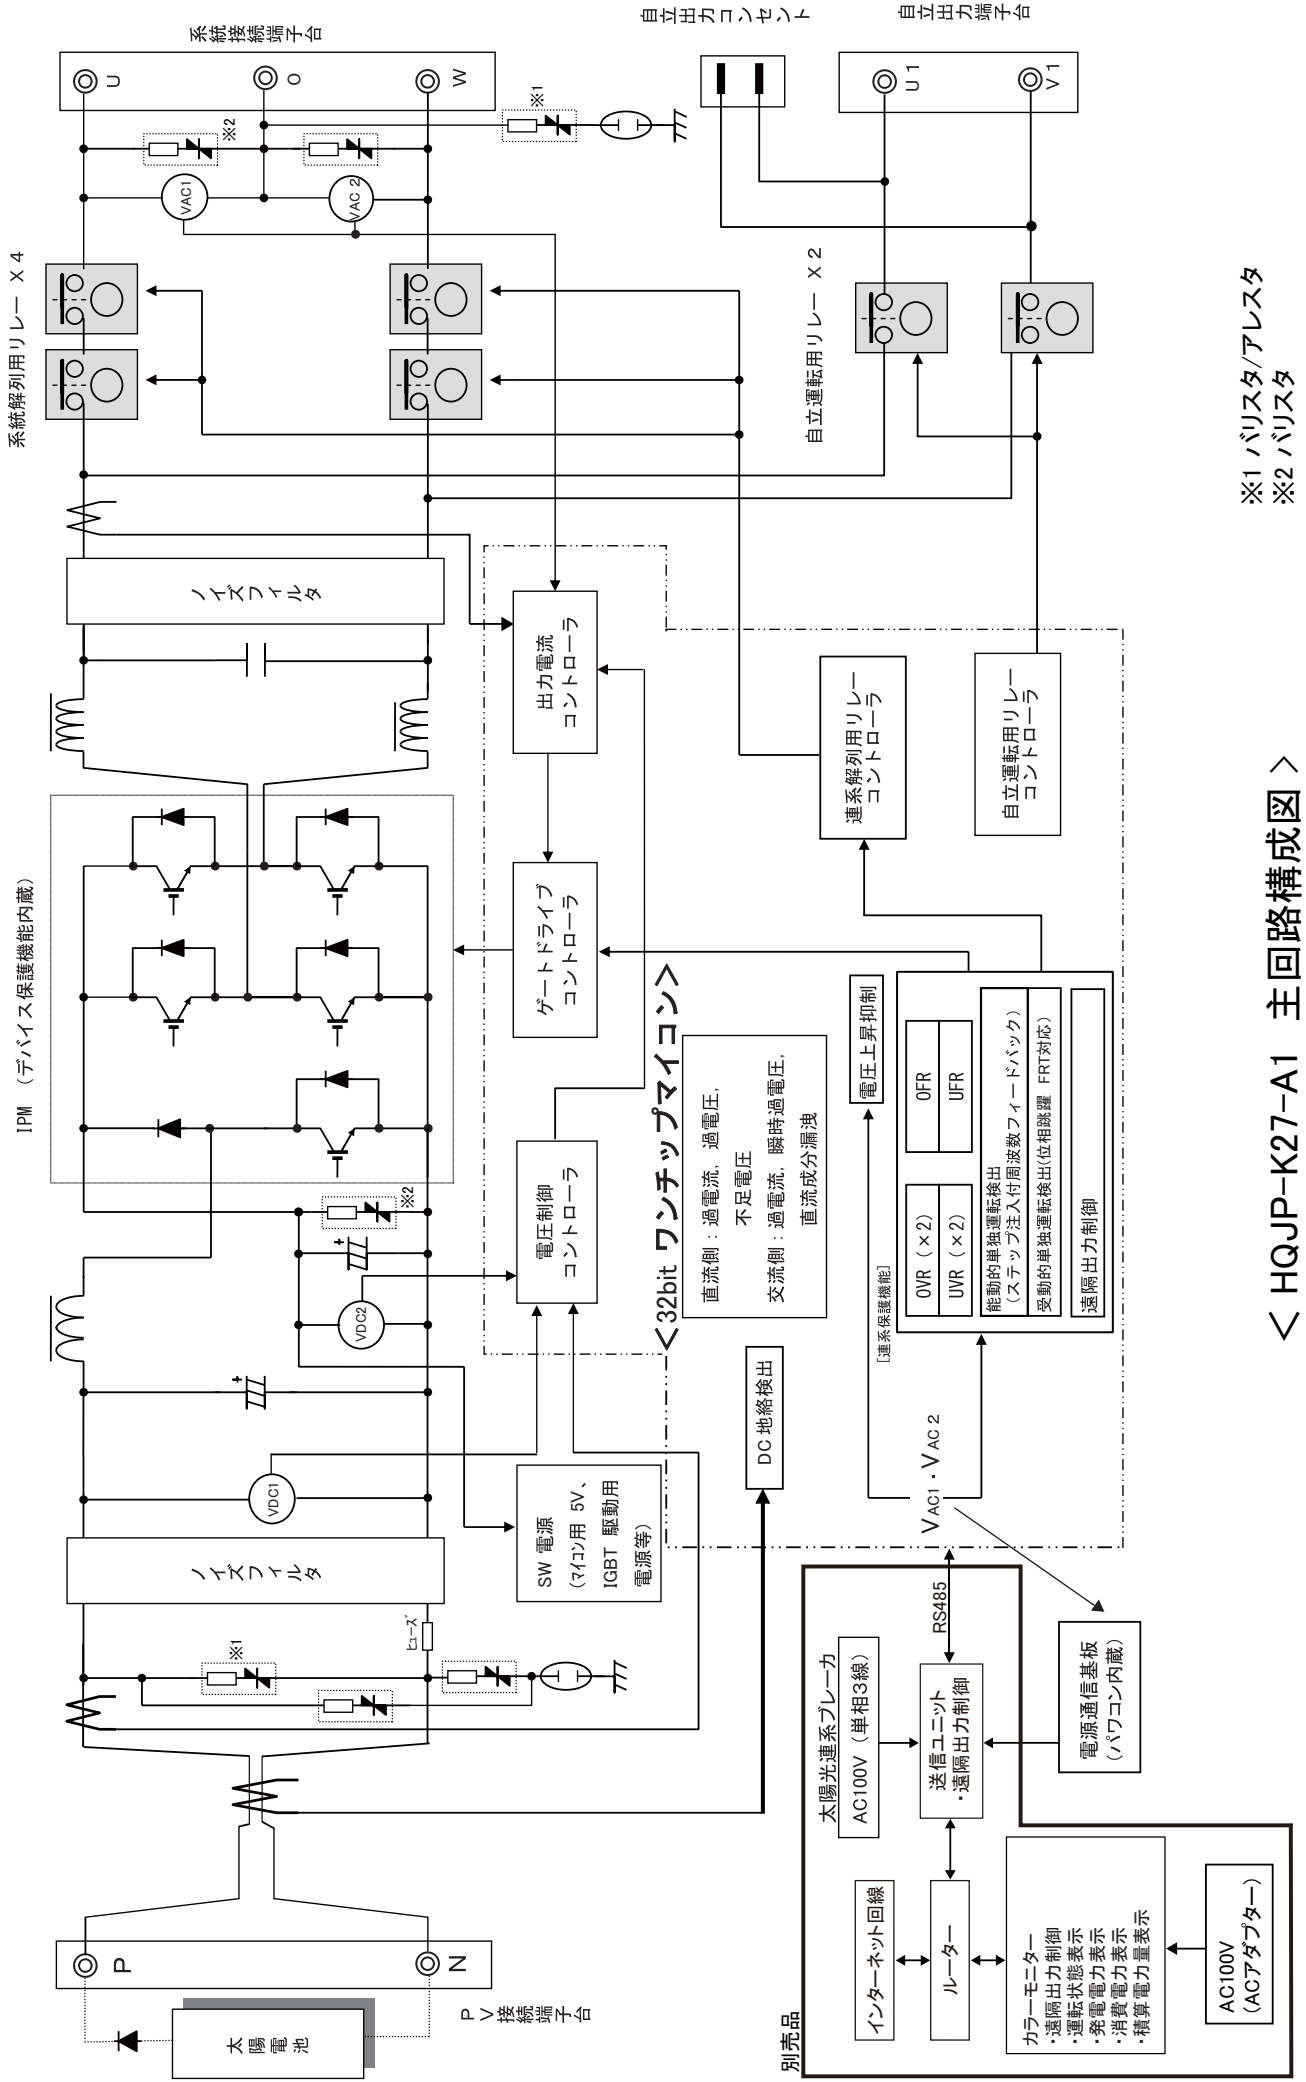 太陽電池
PV接続端子台
P
N
ノイズフィルタ
※1
ヒューズ
VDC1
VDC2
※2
IPM （デバイス保護機能内蔵）
ノイズフィルタ
系統解列用リレー X 4
VAC1
VAC 2
※2
※1
系統接続端子台
U
O
W
自立出力コンセント
自立出力端子台
U1
V1
自立運転用リレー X 2
SW 電源
(マイコン用 5V、
IGBT 駆動用
電源等)
電圧制御
コントローラ
ゲートドライブ
コントローラ
出力電流
コントローラ
＜32bit ワンチップマイコン＞
直流側：過電流，過電圧，
不足電圧
交流側：過電流，瞬時過電圧，
直流成分漏洩
DC 地絡検出
電圧上昇抑制
[連系保護機能]
OVR（×2）
OFR
UVR（×2）
UFR
能動的単独運転検出
（ステップ注入付周波数フィードバック）
受動的単独運転検出(位相跳躍 FRT対応）
遠隔出力制御
連系解列用リレー
コントローラ
自立運転用リレー
コントローラ
VAC1・VAC 2
RS485
別売品
太陽光連系ブレーカ
AC100V（単相3線）
送信ユニット
・遠隔出力制御
電源通信基板
(パワコン内蔵)
インターネット回線
ルーター
カラーモニター
・遠隔出力制御
・運転状態表示
・発電電力表示
・消費電力表示
・積算電力量表示
AC100V
(ACアダプター)
※1 バリスタ/アレスタ
※2 バリスタ
＜ HQJP-K27-A1 主回路構成図 ＞